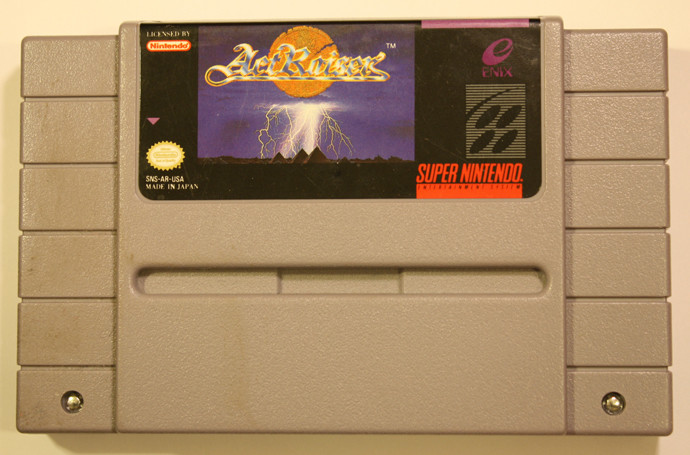 LICENSED BY
Nintendo
ActRaiser
TM
ENIX
SNS-AR-USA
MADE IN JAPAN
SUPER NINTENDO
ENTERTAINMENT SYSTEM